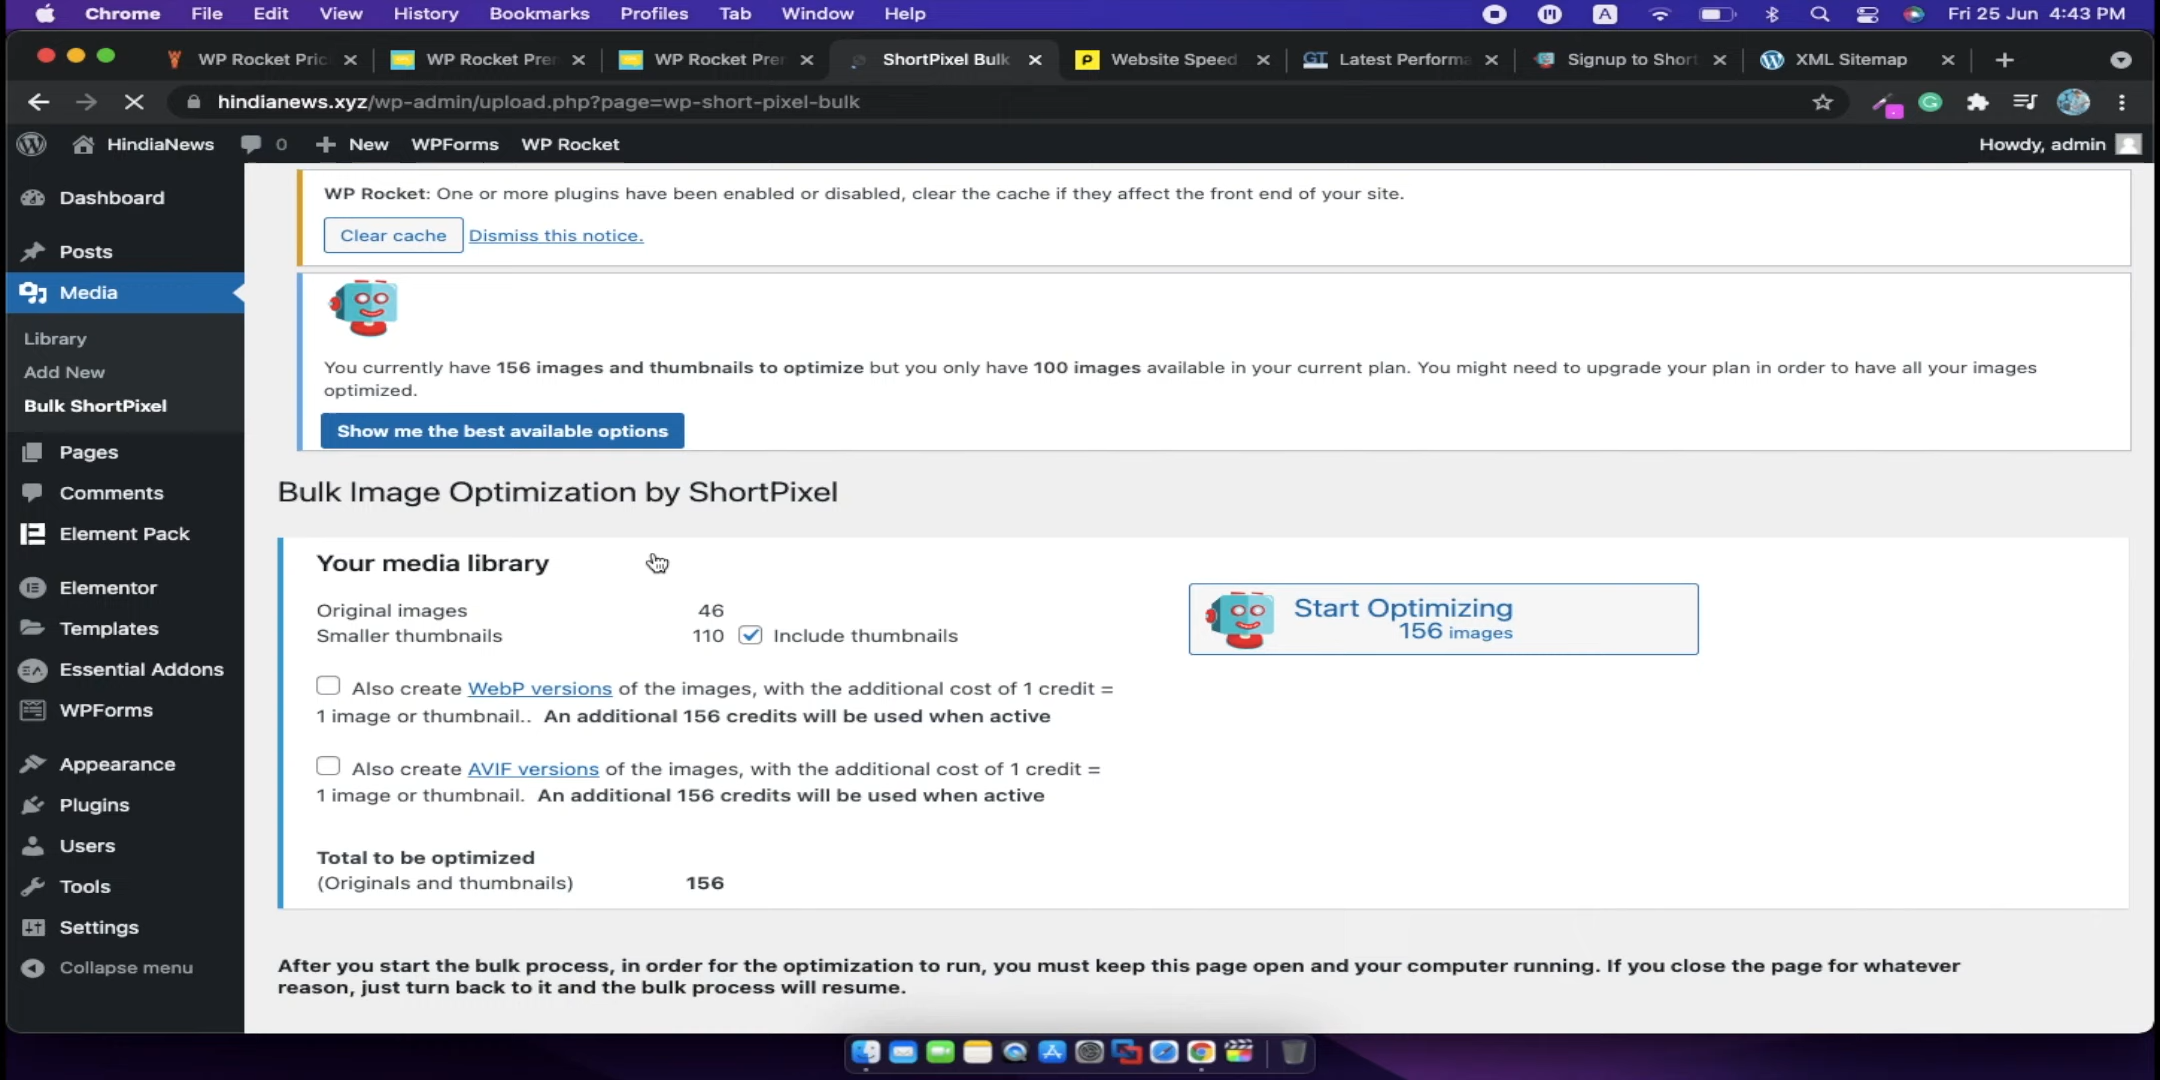 Chrome File Edit View History Bookmarks Profiles Tab Window Help
A
Fri 25 Jun 4:43 PM
WP Rocket Pric
WP Rocket Prer
WP Rocket Prer
ShortPixel Bulk
Website Speed
Latest Performa
Signup to Short
XML Sitemap
hindianews.xyz/wp-admin/upload.php?page=wp-short-pixel-bulk
HindiaNews 0 New WPForms WP Rocket
Howdy, admin
Dashboard
Posts
Media
Library
Add New
Bulk ShortPixel
Pages
Comments
Element Pack
Elementor
Templates
Essential Addons
WPForms
Appearance
Plugins
Users
Tools
Settings
Collapse menu
WP Rocket: One or more plugins have been enabled or disabled, clear the cache if they affect the front end of your site.
Clear cache Dismiss this notice.
You currently have 156 images and thumbnails to optimize but you only have 100 images available in your current plan. You might need to upgrade your plan in order to have all your images
optimized.
Show me the best available options
Bulk Image Optimization by ShortPixel
Your media library
Original images 46
Smaller thumbnails 110 Include thumbnails
Start Optimizing
156 images
Also create WebP versions of the images, with the additional cost of 1 credit =
1 image or thumbnail.. An additional 156 credits will be used when active
Also create AVIF versions of the images, with the additional cost of 1 credit =
1 image or thumbnail. An additional 156 credits will be used when active
Total to be optimized
(Originals and thumbnails) 156
After you start the bulk process, in order for the optimization to run, you must keep this page open and your computer running. If you close the page for whatever
reason, just turn back to it and the bulk process will resume.